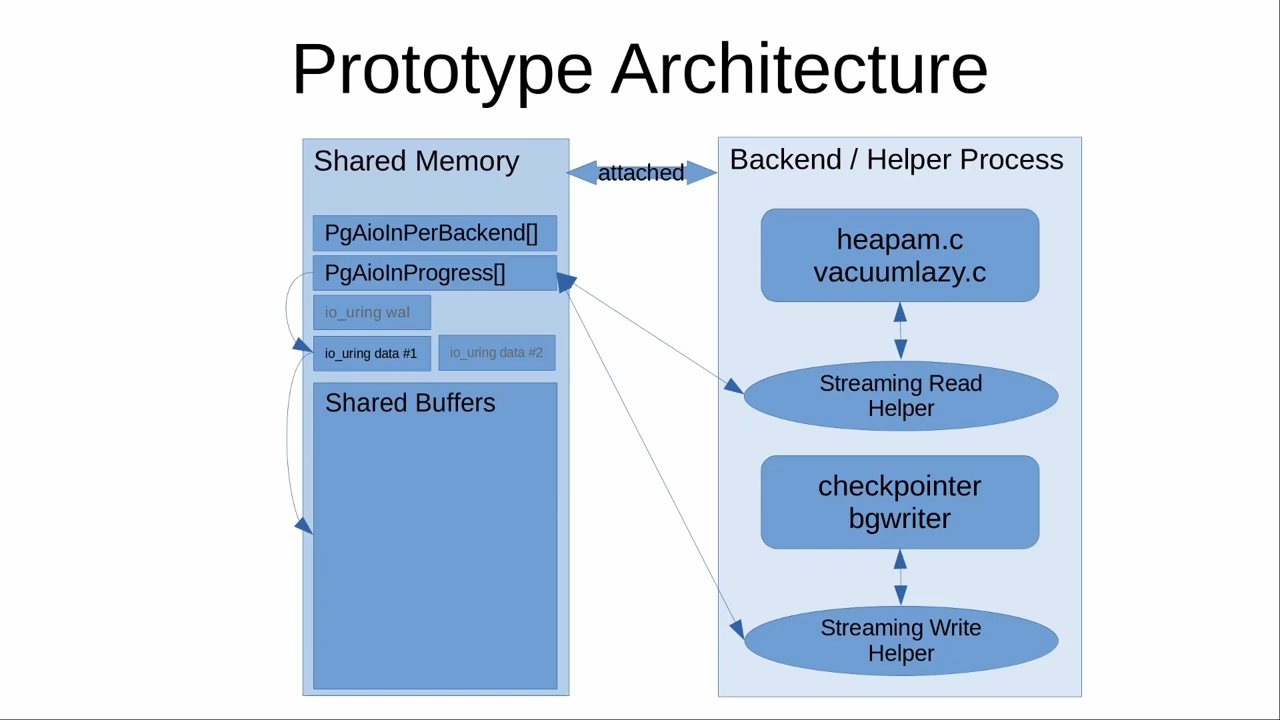 Prototype Architecture
Shared Memory
attached
Backend / Helper Process
PgAioInPerBackend[]
PgAioInProgress[]
io_uring wal
io_uring data #1
io_uring data #2
Shared Buffers
heapam.c
vacuumlazy.c
Streaming Read
Helper
checkpointer
bgwriter
Streaming Write
Helper